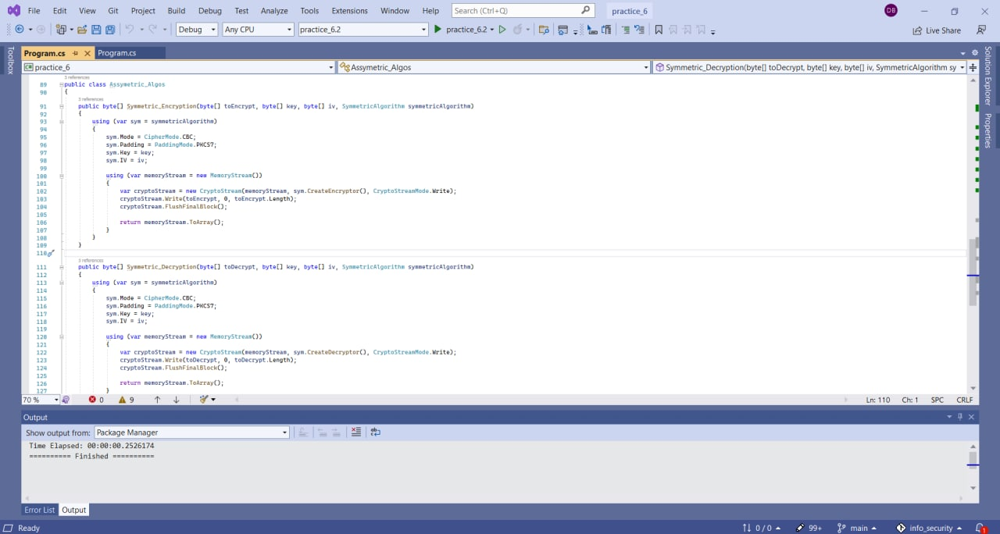 File Edit View Git Project Build Debug Test Analyze Tools Extensions Window Help Search (Ctrl+Q) practice_6 DB
Debug Any CPU practice_6.2 practice_6.2 Live Share
Toolbox
Program.cs Program.cs
practice_6 Assymetric_Algos Symmetric_Decryption(byte[] toDecrypt, byte[] key, byte[] iv, SymmetricAlgorithm sy
3 references
89 public class Assymetric_Algos
90 {
3 references
91 public byte[] Symmetric_Encryption(byte[] toEncrypt, byte[] key, byte[] iv, SymmetricAlgorithm symmetricAlgorithm)
92 {
93 using (var sym = symmetricAlgorithm)
94 {
95 sym.Mode = CipherMode.CBC;
96 sym.Padding = PaddingMode.PKCS7;
97 sym.Key = key;
98 sym.IV = iv;
99
100 using (var memoryStream = new MemoryStream())
101 {
102 var cryptoStream = new CryptoStream(memoryStream, sym.CreateEncryptor(), CryptoStreamMode.Write);
103 cryptoStream.Write(toEncrypt, 0, toEncrypt.Length);
104 cryptoStream.FlushFinalBlock();
105
106 return memoryStream.ToArray();
107 }
108 }
109 }
110
3 references
111 public byte[] Symmetric_Decryption(byte[] toDecrypt, byte[] key, byte[] iv, SymmetricAlgorithm symmetricAlgorithm)
112 {
113 using (var sym = symmetricAlgorithm)
114 {
115 sym.Mode = CipherMode.CBC;
116 sym.Padding = PaddingMode.PKCS7;
117 sym.Key = key;
118 sym.IV = iv;
119
120 using (var memoryStream = new MemoryStream())
121 {
122 var cryptoStream = new CryptoStream(memoryStream, sym.CreateDecryptor(), CryptoStreamMode.Write);
123 cryptoStream.Write(toDecrypt, 0, toDecrypt.Length);
124 cryptoStream.FlushFinalBlock();
125
126 return memoryStream.ToArray();
127 }
70 % 0 9 Ln: 110 Ch: 1 SPC CRLF
Solution Explorer
Properties
Output
Show output from: Package Manager
Time Elapsed: 00:00:00.2526174
========== Finished ==========
Error List Output
Ready 0 / 0 99+ main info_security 1